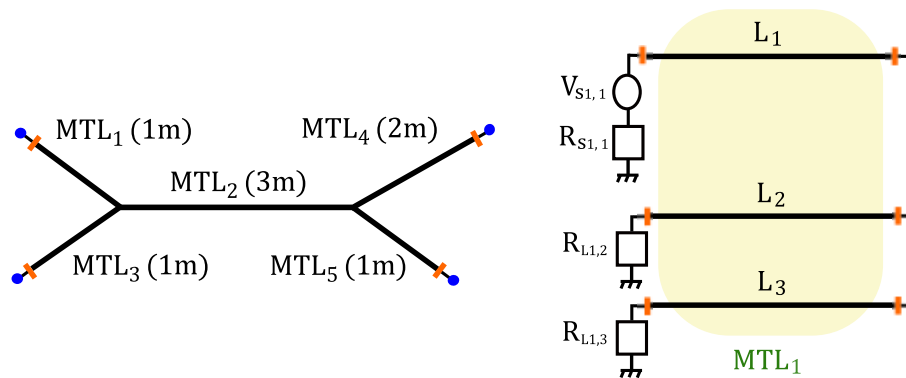 MTL₁ (1m)
MTL₄ (2m)
MTL₂ (3m)
MTL₃ (1m)
MTL₅ (1m)
L₁
V_S1,1
R_S1,1
L₂
R_L1,2
L₃
R_L1,3
MTL₁